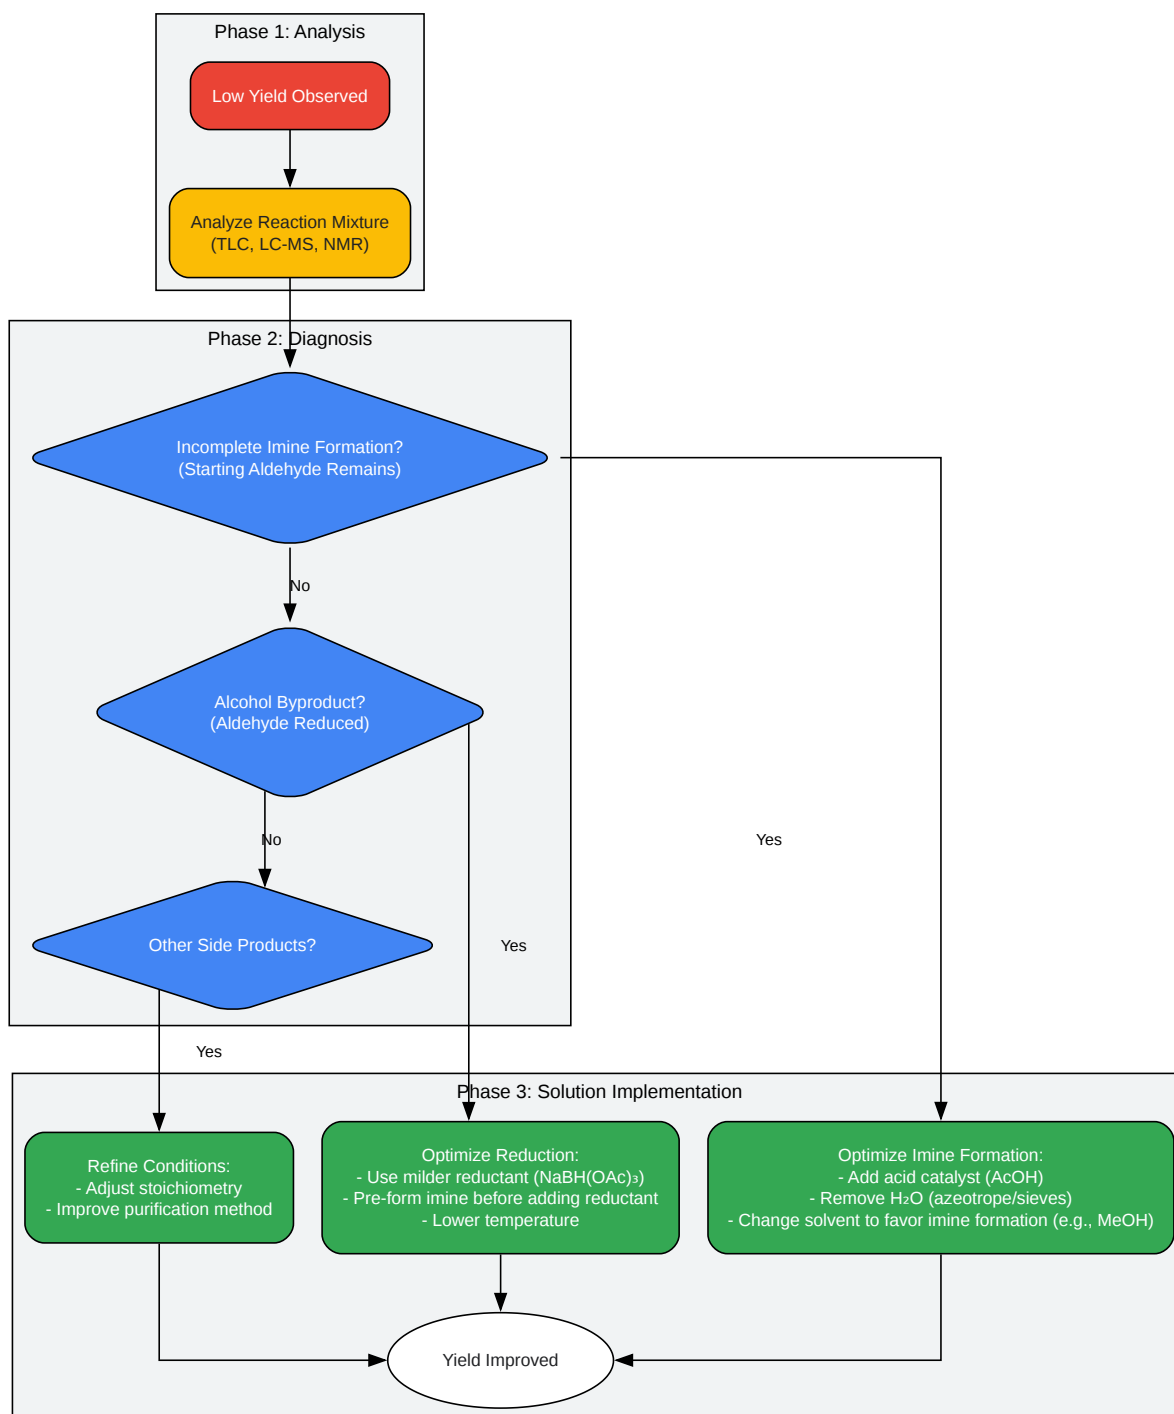 Phase 1: Analysis
Low Yield Observed
Analyze Reaction Mixture
(TLC, LC-MS, NMR)
Phase 2: Diagnosis
Incomplete Imine Formation?
(Starting Aldehyde Remains)
No
Alcohol Byproduct?
(Aldehyde Reduced)
No
Yes
Other Side Products?
Yes
Yes
Phase 3: Solution Implementation
Refine Conditions:
- Adjust stoichiometry
- Improve purification method
Optimize Reduction:
- Use milder reductant (NaBH(OAc)₃)
- Pre-form imine before adding reductant
- Lower temperature
Optimize Imine Formation:
- Add acid catalyst (AcOH)
- Remove H₂O (azeotrope/sieves)
- Change solvent to favor imine formation (e.g., MeOH)
Yield Improved